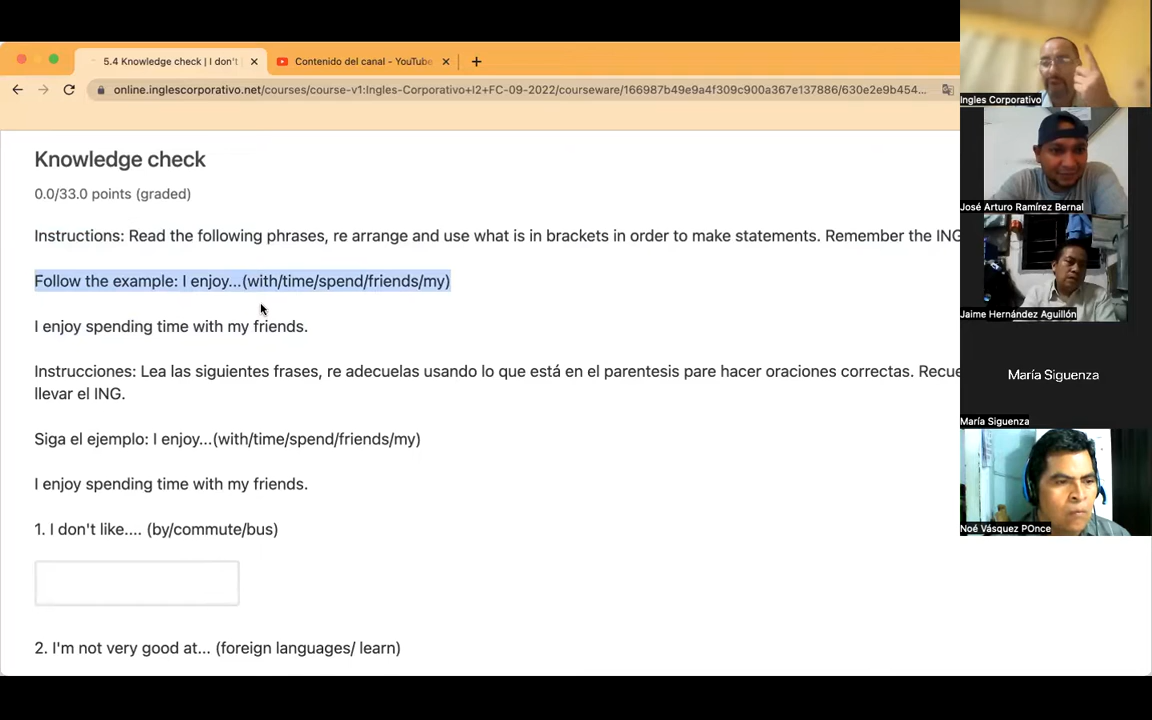 5.4 Knowledge check | I don't
Contenido del canal - YouTube
online.inglescorporativo.net/courses/course-v1:Ingles-Corporativo+I2+FC-09-2022/courseware/166987b49e9a4f309c900a367e137886/630e2e9b454...
Knowledge check
0.0/33.0 points (graded)
Instructions: Read the following phrases, re arrange and use what is in brackets in order to make statements. Remember the ING
Follow the example: I enjoy...(with/time/spend/friends/my)
I enjoy spending time with my friends.
Instrucciones: Lea las siguientes frases, re adecuelas usando lo que está en el parentesis pare hacer oraciones correctas. Recue
llevar el ING.
Siga el ejemplo: I enjoy...(with/time/spend/friends/my)
I enjoy spending time with my friends.
1. I don't like.... (by/commute/bus)
2. I'm not very good at... (foreign languages/ learn)
Ingles Corporativo
José Arturo Ramírez Bernal
Jaime Hernández Aguillón
María Siguenza
María Siguenza
Noé Vásquez POnce